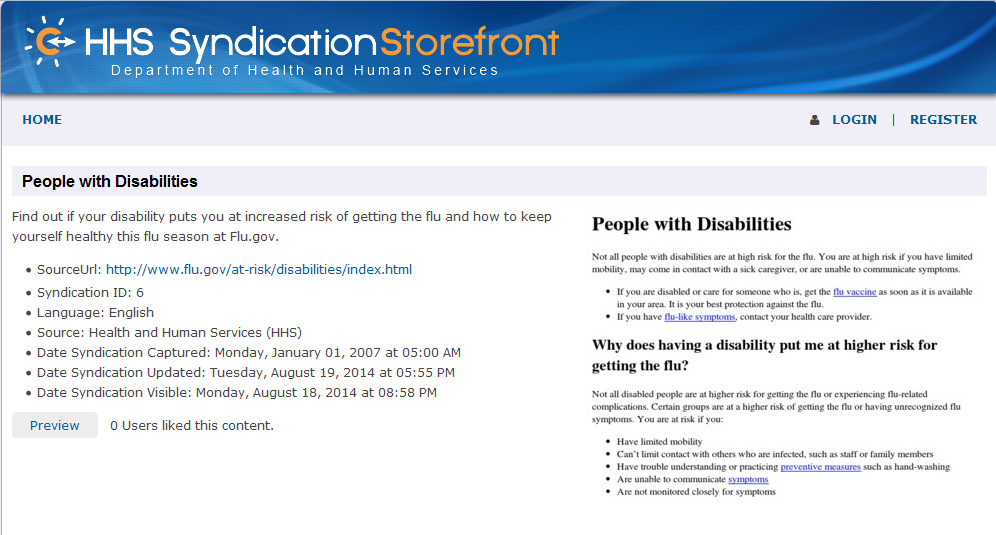 HHS Syndication Storefront
Department of Health and Human Services
HOME
LOGIN | REGISTER
People with Disabilities
Find out if your disability puts you at increased risk of getting the flu and how to keep
yourself healthy this flu season at Flu.gov.
• SourceUrl: http://www.flu.gov/at-risk/disabilities/index.html
• Syndication ID: 6
• Language: English
• Source: Health and Human Services (HHS)
• Date Syndication Captured: Monday, January 01, 2007 at 05:00 AM
• Date Syndication Updated: Tuesday, August 19, 2014 at 05:55 PM
• Date Syndication Visible: Monday, August 18, 2014 at 08:58 PM
Preview
0 Users liked this content.
People with Disabilities
Not all people with disabilities are at high risk for the flu. You are at high risk if you have limited
mobility, may come in contact with a sick caregiver, or are unable to communicate symptoms.
• If you are disabled or care for someone who is, get the flu vaccine as soon as it is available
in your area. It is your best protection against the flu.
• If you have flu-like symptoms, contact your health care provider.
Why does having a disability put me at higher risk for
getting the flu?
Not all disabled people are at higher risk for getting the flu or experiencing flu-related
complications. Certain groups are at a higher risk of getting the flu or having unrecognized flu
symptoms. You are at risk if you:
• Have limited mobility
• Can't limit contact with others who are infected, such as staff or family members
• Have trouble understanding or practicing preventive measures such as hand-washing
• Are unable to communicate symptoms
• Are not monitored closely for symptoms